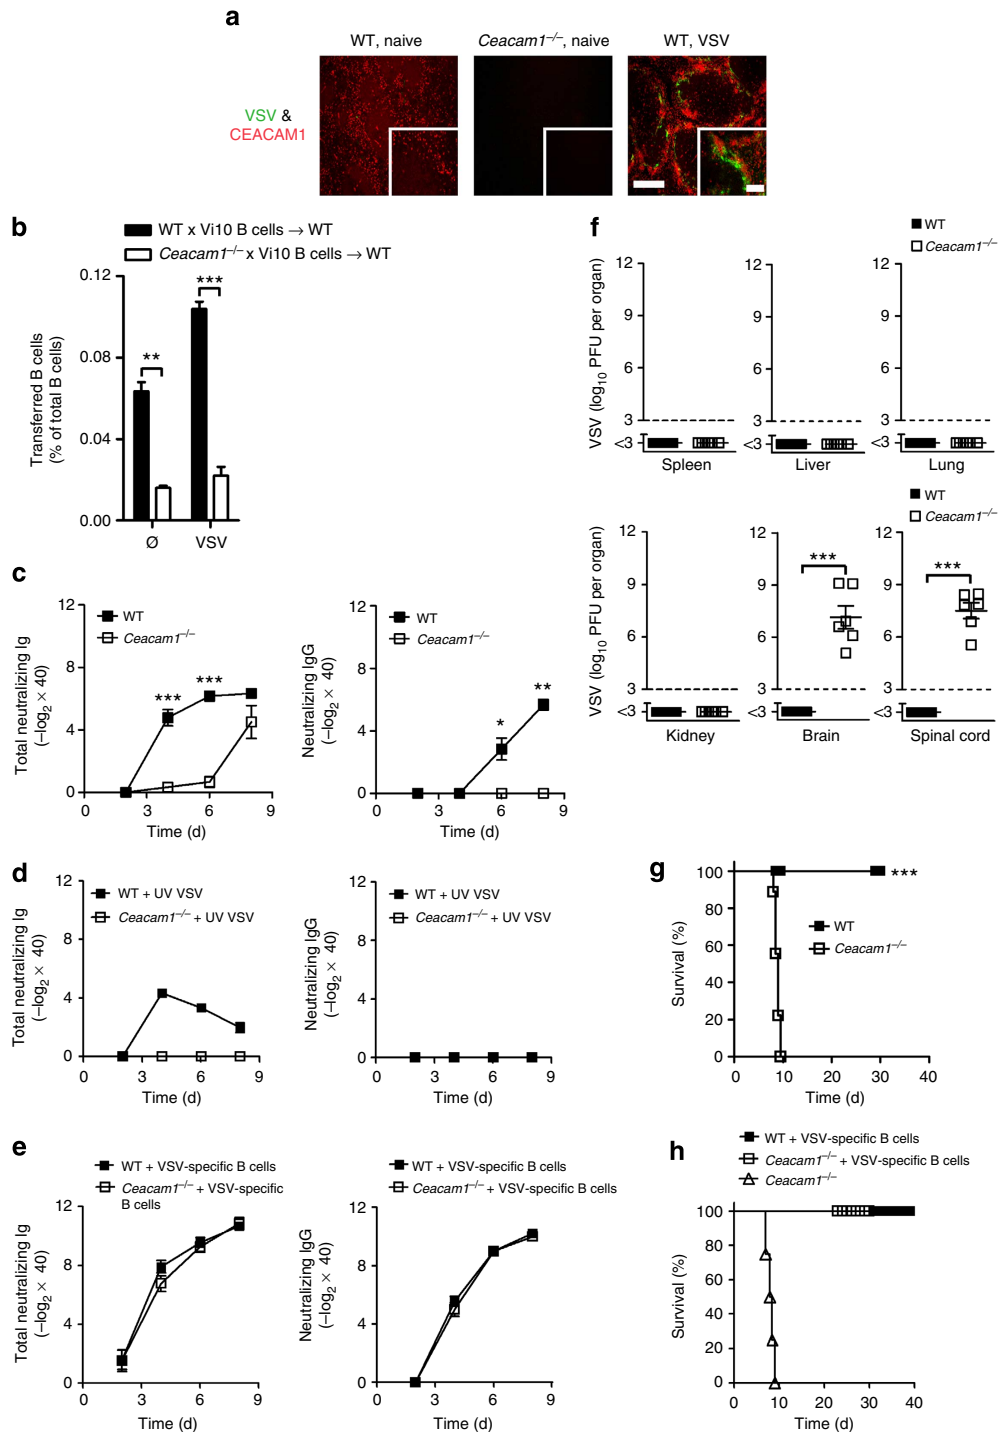 a
WT, naive
Ceacam1–/–, naive
WT, VSV
VSV &
CEACAM1
b
WT x Vi10 B cells → WT
Ceacam1–/– x Vi10 B cells → WT
Transferred B cells
(% of total B cells)
0.12
0.08
0.04
0.00
**
***
Ø
VSV
c
Total neutralizing Ig
(–log2 × 40)
12
8
4
0
WT
Ceacam1–/–
***
***
0
3
6
9
Time (d)
Neutralizing IgG
(–log2 × 40)
12
8
4
0
WT
Ceacam1–/–
*
**
0
3
6
9
Time (d)
d
Total neutralizing Ig
(–log2 × 40)
12
8
4
0
WT + UV VSV
Ceacam1–/– + UV VSV
0
3
6
9
Time (d)
Neutralizing IgG
(–log2 × 40)
12
8
4
0
WT + UV VSV
Ceacam1–/– + UV VSV
0
3
6
9
Time (d)
e
WT + VSV-specific B cells
Ceacam1–/– + VSV-specific
B cells
Total neutralizing Ig
(–log2 × 40)
12
8
4
0
0
3
6
9
Time (d)
WT + VSV-specific B cells
Ceacam1–/– + VSV-specific B cells
Neutralizing IgG
(–log2 × 40)
12
8
4
0
0
3
6
9
Time (d)
f
WT
Ceacam1–/–
VSV (log10 PFU per organ)
12
9
6
3
<3
Spleen
12
9
6
3
Liver
12
9
6
3
Lung
WT
Ceacam1–/–
VSV (log10 PFU per organ)
12
9
6
3
<3
Kidney
12
9
6
3
<3
***
Brain
12
9
6
3
<3
***
Spinal cord
g
Survival (%)
100
80
60
40
20
0
***
WT
Ceacam1–/–
0
10
20
30
40
Time (d)
h
WT + VSV-specific B cells
Ceacam1–/– + VSV-specific B cells
Ceacam1–/–
Survival (%)
100
80
60
40
20
0
0
20
30
40
Time (d)